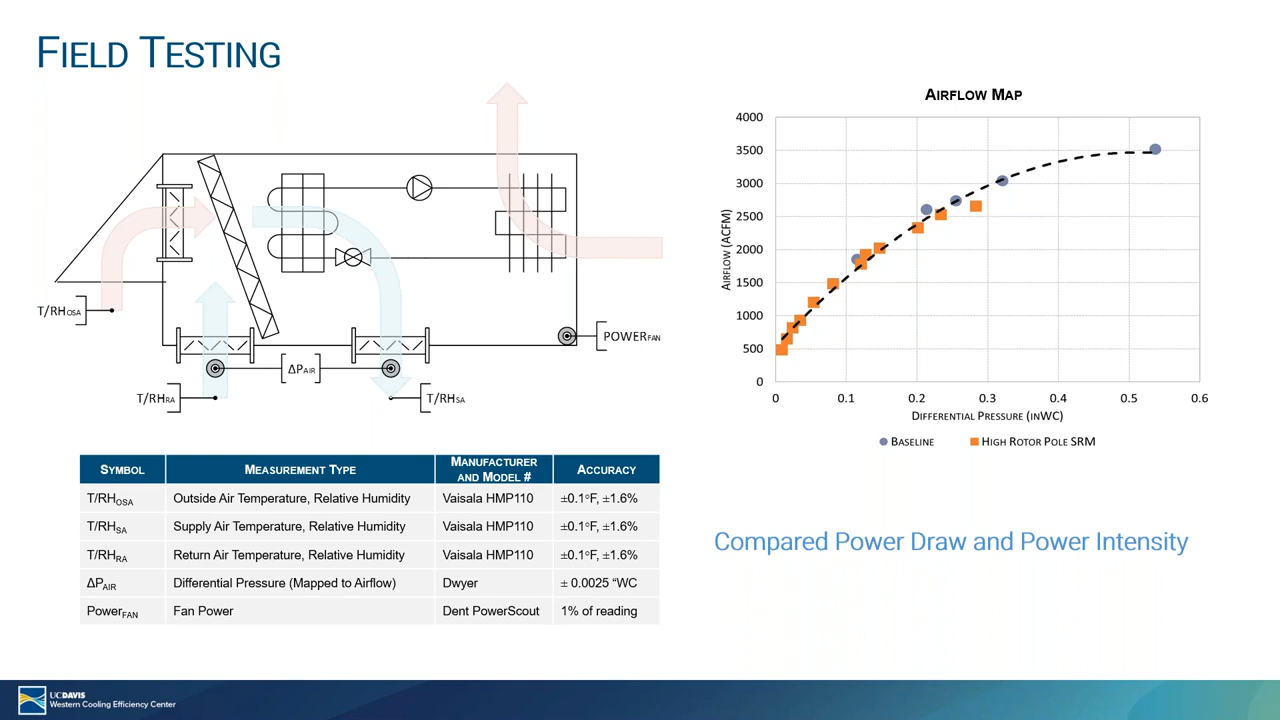 FIELD TESTING
T/RHOSA
T/RHRA
ΔPAIR
T/RHSA
POWERFAN
AIRFLOW MAP
AIRFLOW (ACFM)
4000
3500
3000
2500
2000
1500
1000
500
0
0 0.1 0.2 0.3 0.4 0.5 0.6
DIFFERENTIAL PRESSURE (INWC)
BASELINE HIGH ROTOR POLE SRM
SYMBOL MEASUREMENT TYPE MANUFACTURER AND MODEL # ACCURACY
T/RHOSA Outside Air Temperature, Relative Humidity Vaisala HMP110 ±0.1°F, ±1.6%
T/RHSA Supply Air Temperature, Relative Humidity Vaisala HMP110 ±0.1°F, ±1.6%
T/RHRA Return Air Temperature, Relative Humidity Vaisala HMP110 ±0.1°F, ±1.6%
ΔPAIR Differential Pressure (Mapped to Airflow) Dwyer ± 0.0025 “WC
PowerFAN Fan Power Dent PowerScout 1% of reading
Compared Power Draw and Power Intensity
UCDAVIS
Western Cooling Efficiency Center